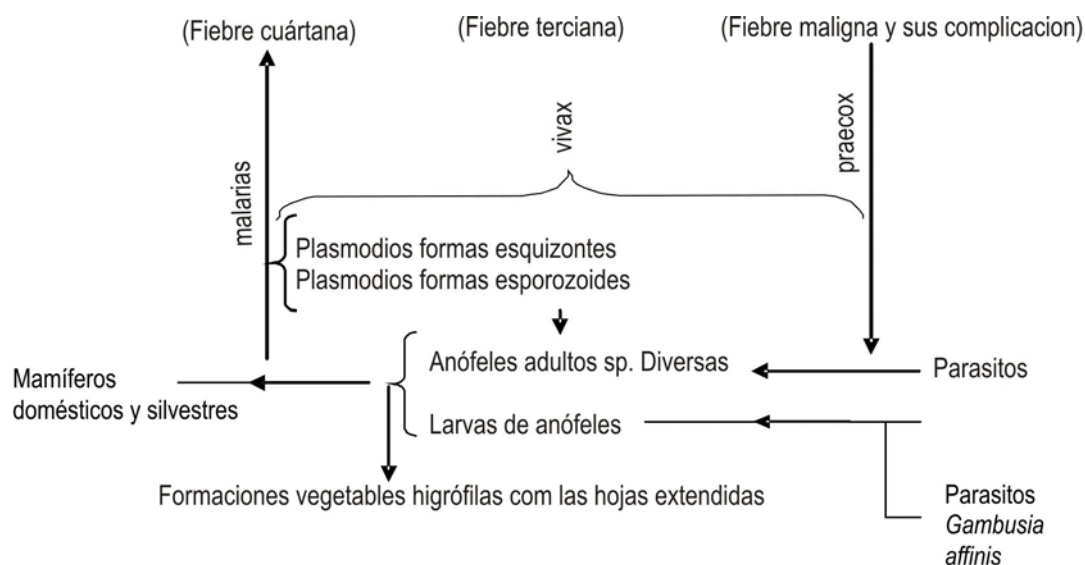 (Fiebre cuártana)
(Fiebre terciana)
(Fiebre maligna y sus complicacion)
malarias
vivax
praecox
Plasmodios formas esquizontes
Plasmodios formas esporozoides
Anófeles adultos sp. Diversas
Parasitos
Mamíferos
domésticos y silvestres
Larvas de anófeles
Formaciones vegetables higrófilas com las hojas extendidas
Parasitos
Gambusia
affinis